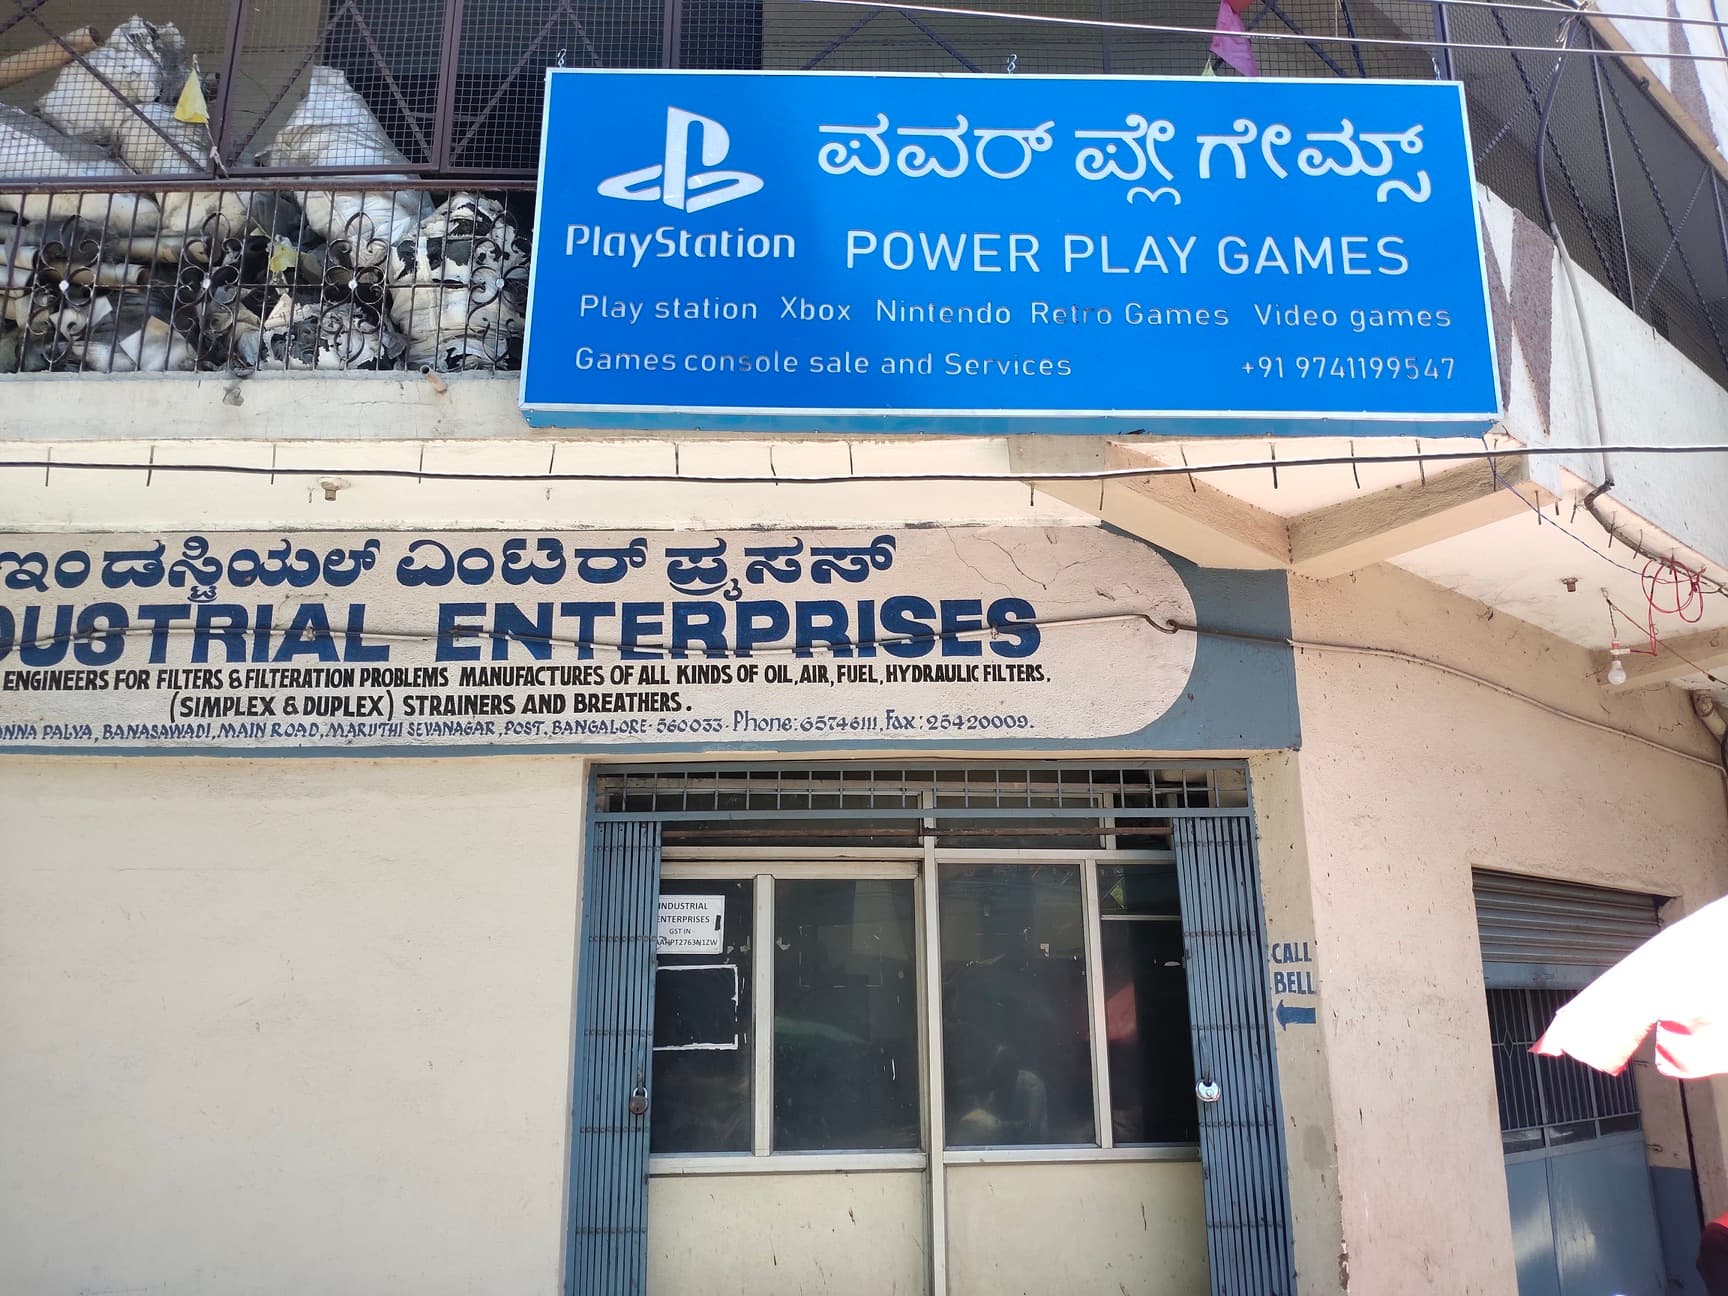 ಪವರ್ ಪ್ಲೇ ಗೇಮ್ಸ್
PlayStation
POWER PLAY GAMES
Play station Xbox Nintendo Retro Games Video games
Games console sale and Services +91 9741199547
ಇಂಡಸ್ಟ್ರಿಯಲ್ ಎಂಟರ್ ಪ್ರೈಸಸ್
DUSTRIAL ENTERPRISES
ENGINEERS FOR FILTERS & FILTERATION PROBLEMS MANUFACTURES OF ALL KINDS OF OIL, AIR, FUEL, HYDRAULIC FILTERS,
(SIMPLEX & DUPLEX) STRAINERS AND BREATHERS.
PALYA, BANASAWADI, MAIN ROAD, MARUTHI SEVANAGAR, POST, BANGALORE-560033. Phone: 65746111, Fax: 25420009.
INDUSTRIAL
ENTERPRISES
GST IN -
CALL
BELL